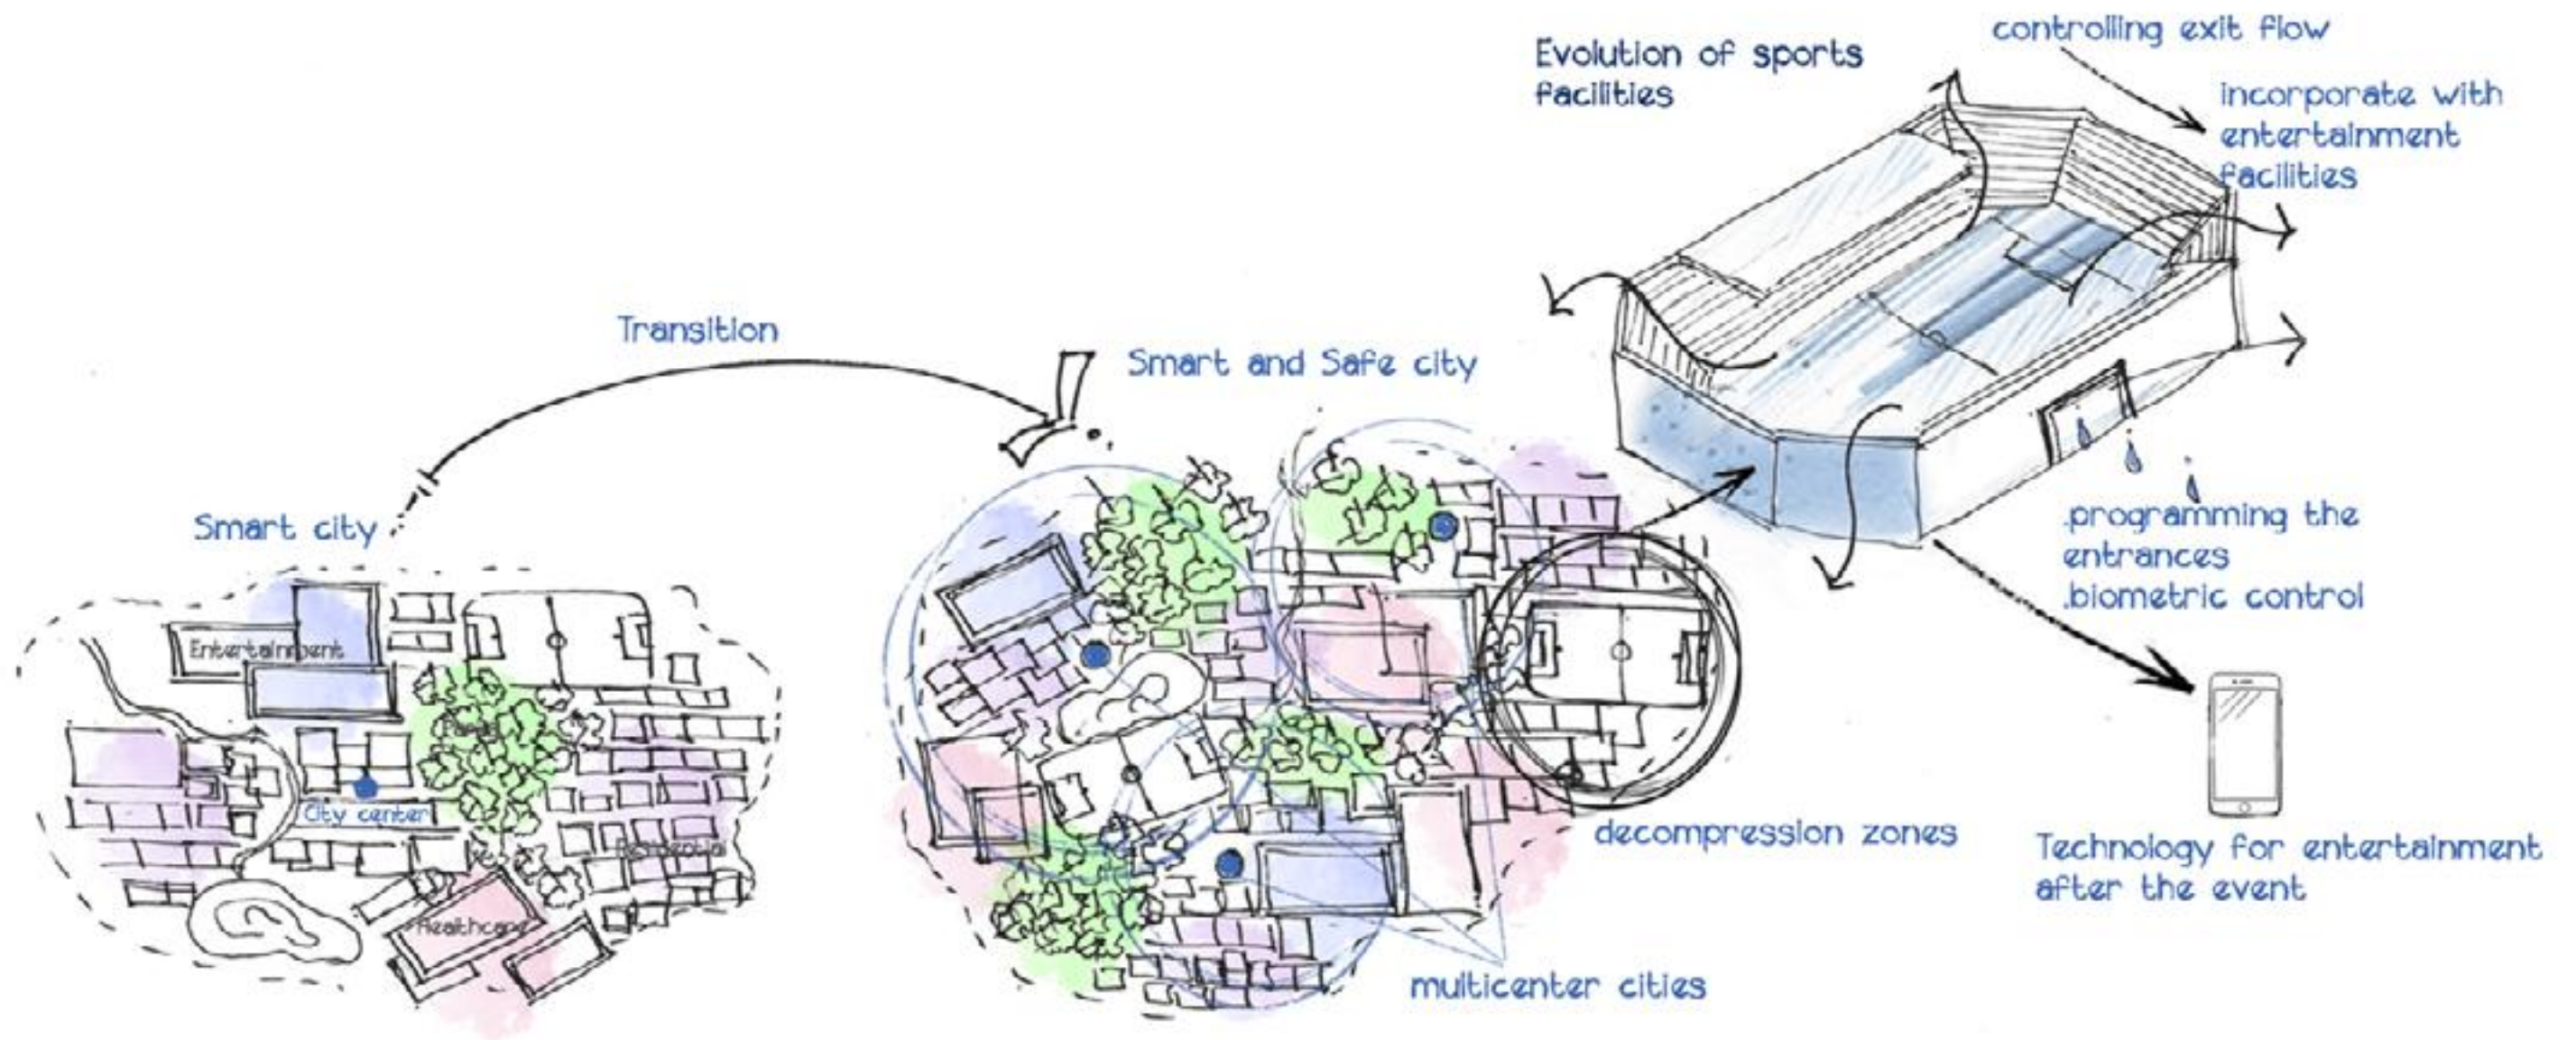 Evolution of sports
facilities
controlling exit flow
incorporate with
entertainment
facilities
Transition
Smart and Safe city
Smart city
Entertainment
City center
Residential
Healthcare
.programming the
entrances
.biometric control
decompression zones
Technology for entertainment
after the event
multicenter cities